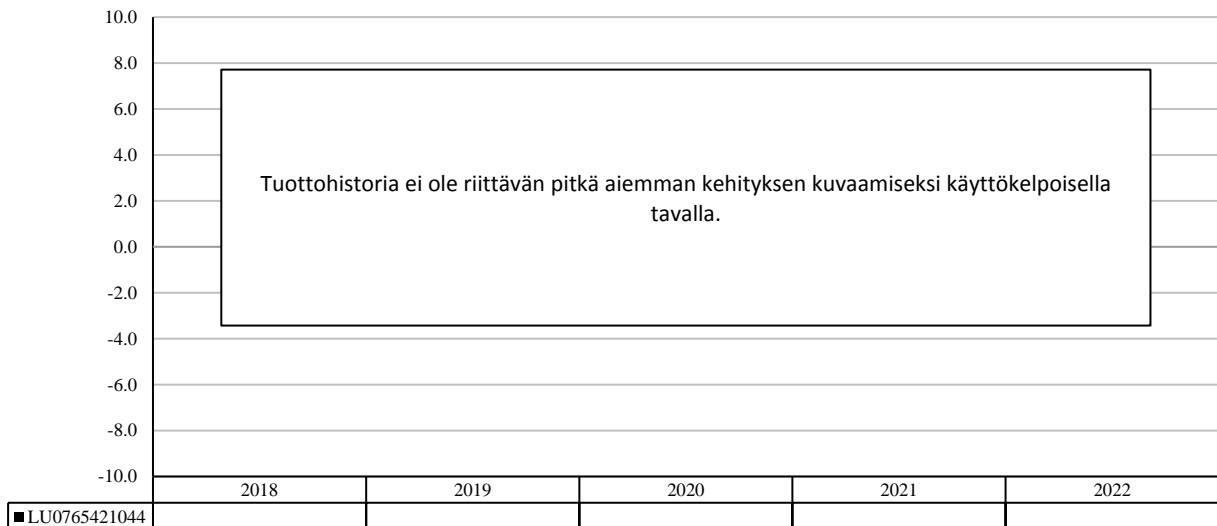 10.0
8.0
6.0
4.0
2.0
0.0
-2.0
-4.0
-6.0
-8.0
-10.0
Tuottohistoria ei ole riittävän pitkä aiemman kehityksen kuvaamiseksi käyttökelpoisella
tavalla.
2018 2019 2020 2021 2022
LU0765421044